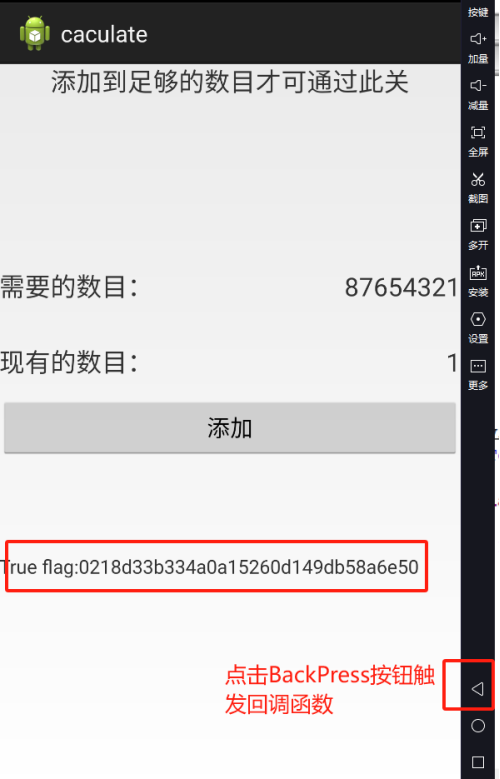 caculate
添加到足够的数目才可通过此关
需要的数目： 87654321
现有的数目： 1
添加
True flag:0218d33b334a0a15260d149db58a6e50
点击BackPress按钮触
发回调函数
按键
加量
减量
全屏
截图
多开
APK
安装
设置
更多